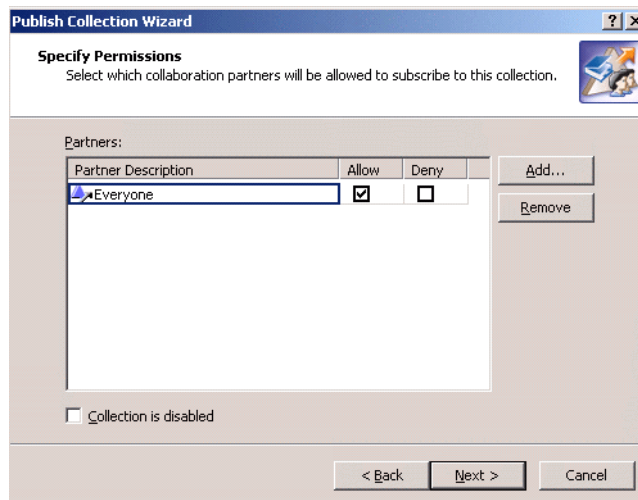 Publish Collection Wizard
Specify Permissions
Select which collaboration partners will be allowed to subscribe to this collection.
Partners:
Partner Description Allow Deny
Everyone
Add...
Remove
Collection is disabled
< Back Next > Cancel